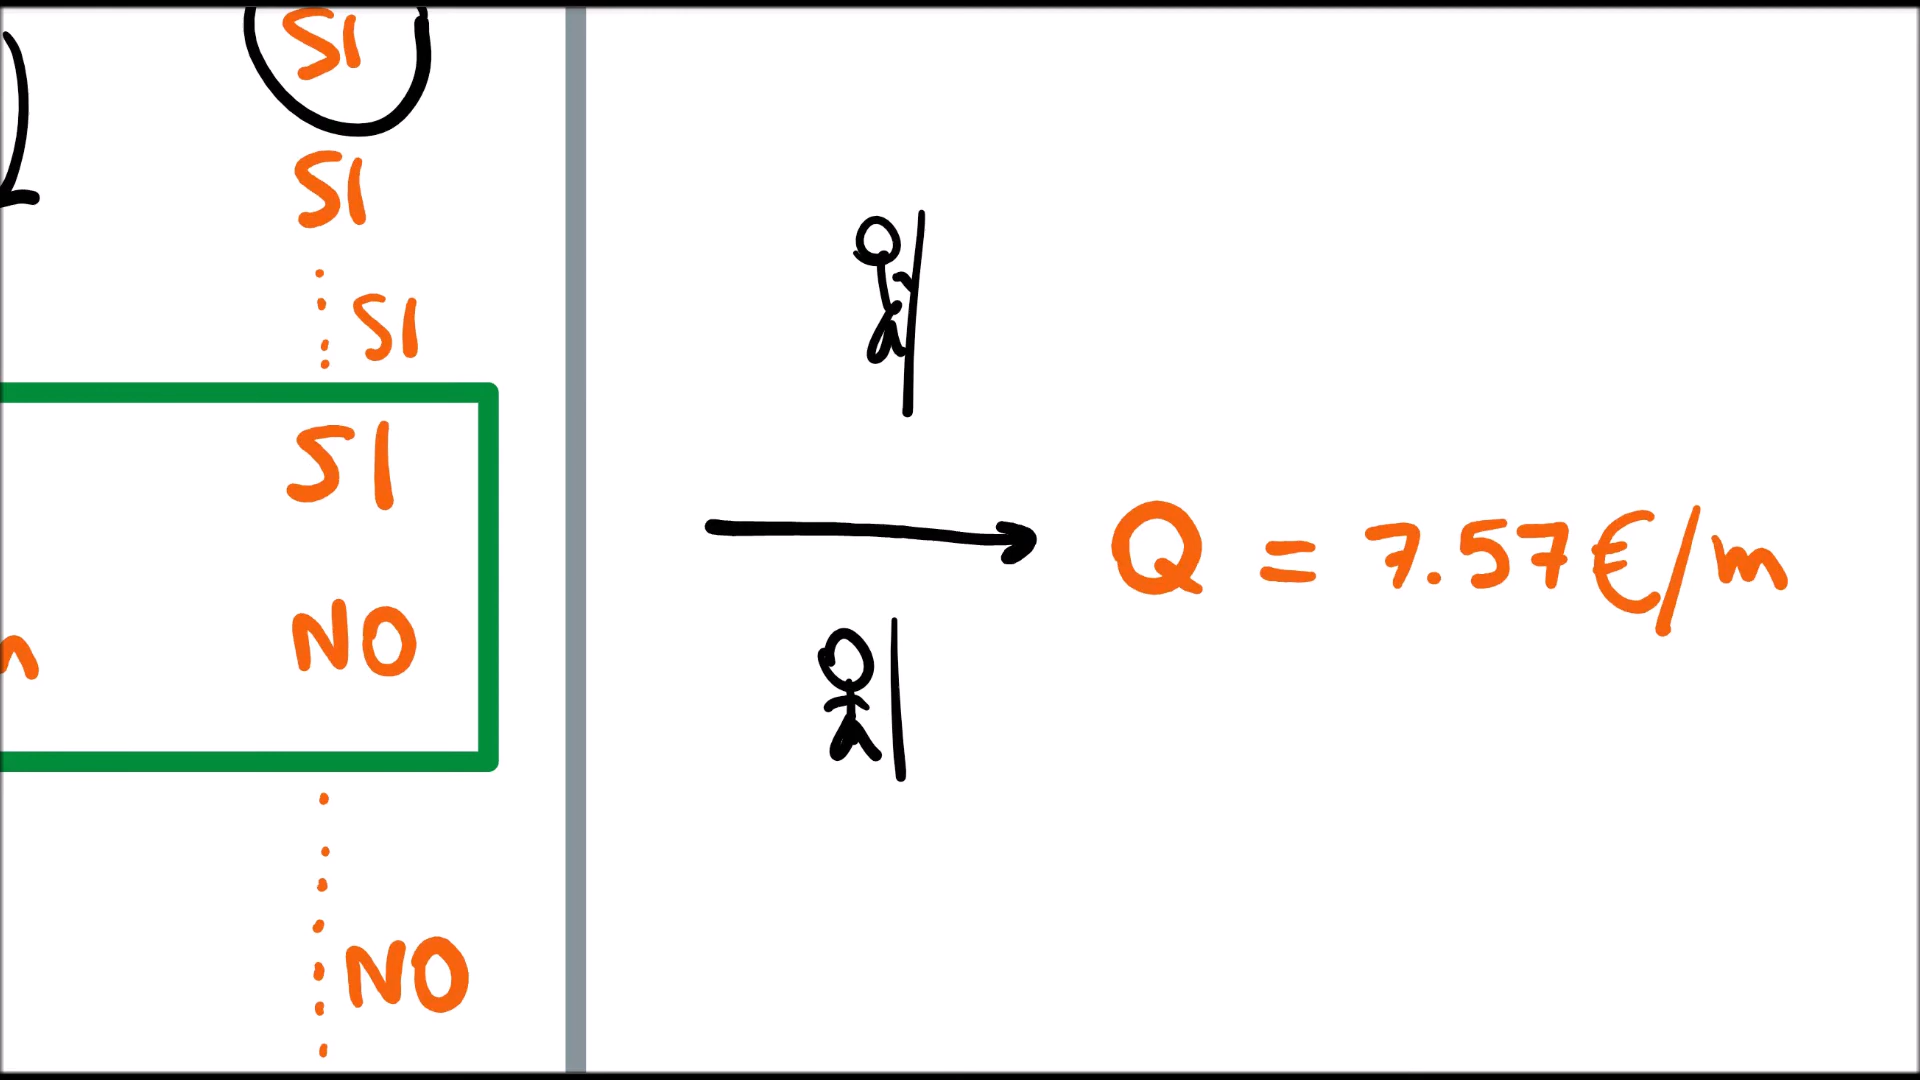 SI
SI
SI
SI
Q = 7.57€/m
NO
NO